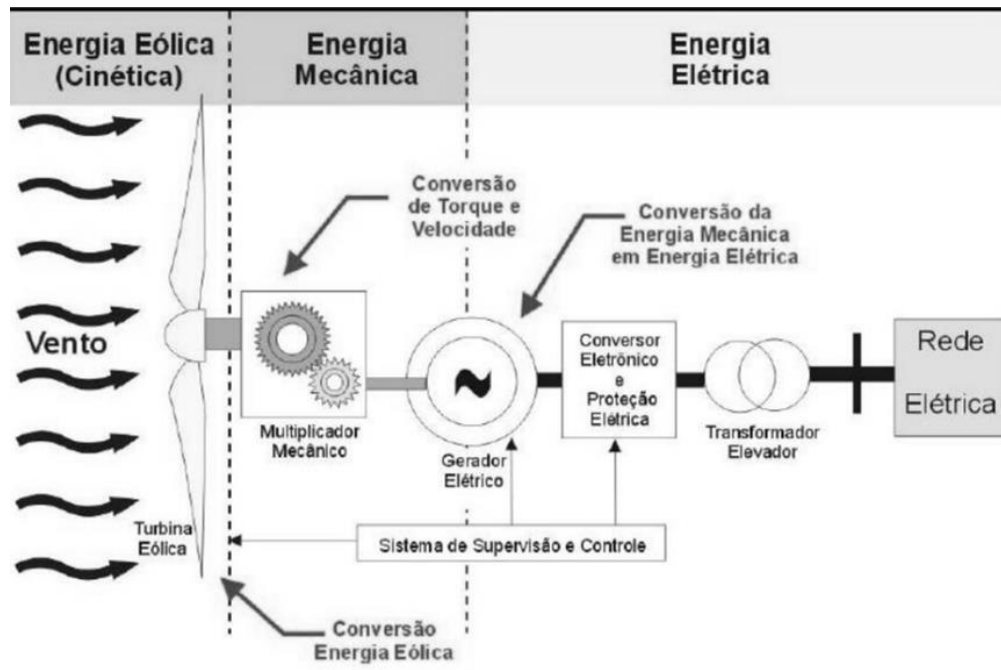 Energia Eólica
(Cinética)
Energia
Mecânica
Energia
Elétrica
Conversão
de Torque e
Velocidade
Conversão da
Energia Mecânica
em Energia Elétrica
Vento
Multiplicador
Mecânico
Gerador
Elétrico
Conversor
Eletrônico
e
Proteção
Elétrica
Transformador
Elevador
Rede
Elétrica
Turbina
Eólica
Sistema de Supervisão e Controle
Conversão
Energia Eólica